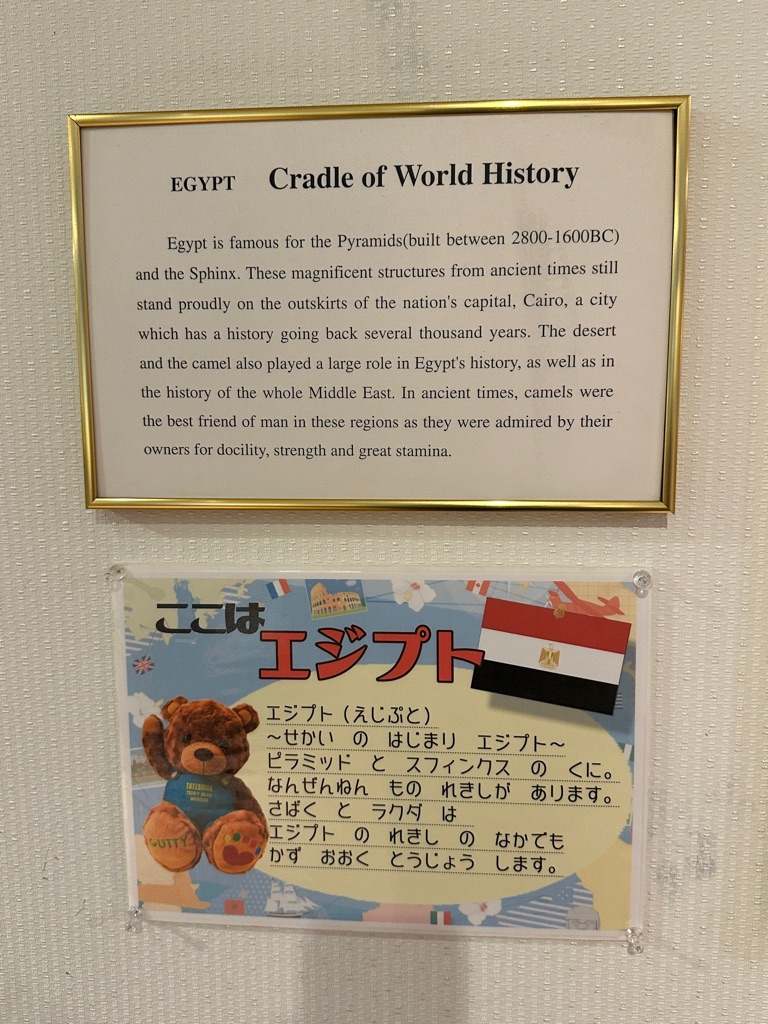 EGYPT Cradle of World History
Egypt is famous for the Pyramids(built between 2800-1600BC)
and the Sphinx. These magnificent structures from ancient times still
stand proudly on the outskirts of the nation's capital, Cairo, a city
which has a history going back several thousand years. The desert
and the camel also played a large role in Egypt's history, as well as in
the history of the whole Middle East. In ancient times, camels were
the best friend of man in these regions as they were admired by their
owners for docility, strength and great stamina.
ここは
エジプト
エジプト(えじぷと)
~せかい の はじまり エジプト~
ピラミッド と スフィンクス の くに。
なんぜんねん もの れきしが あります。
さばく と ラクダ は
エジプト の れきし の なかでも
かず おおく とうじょう します。
TEDDY BEAR
MUSEUM
CUTTY